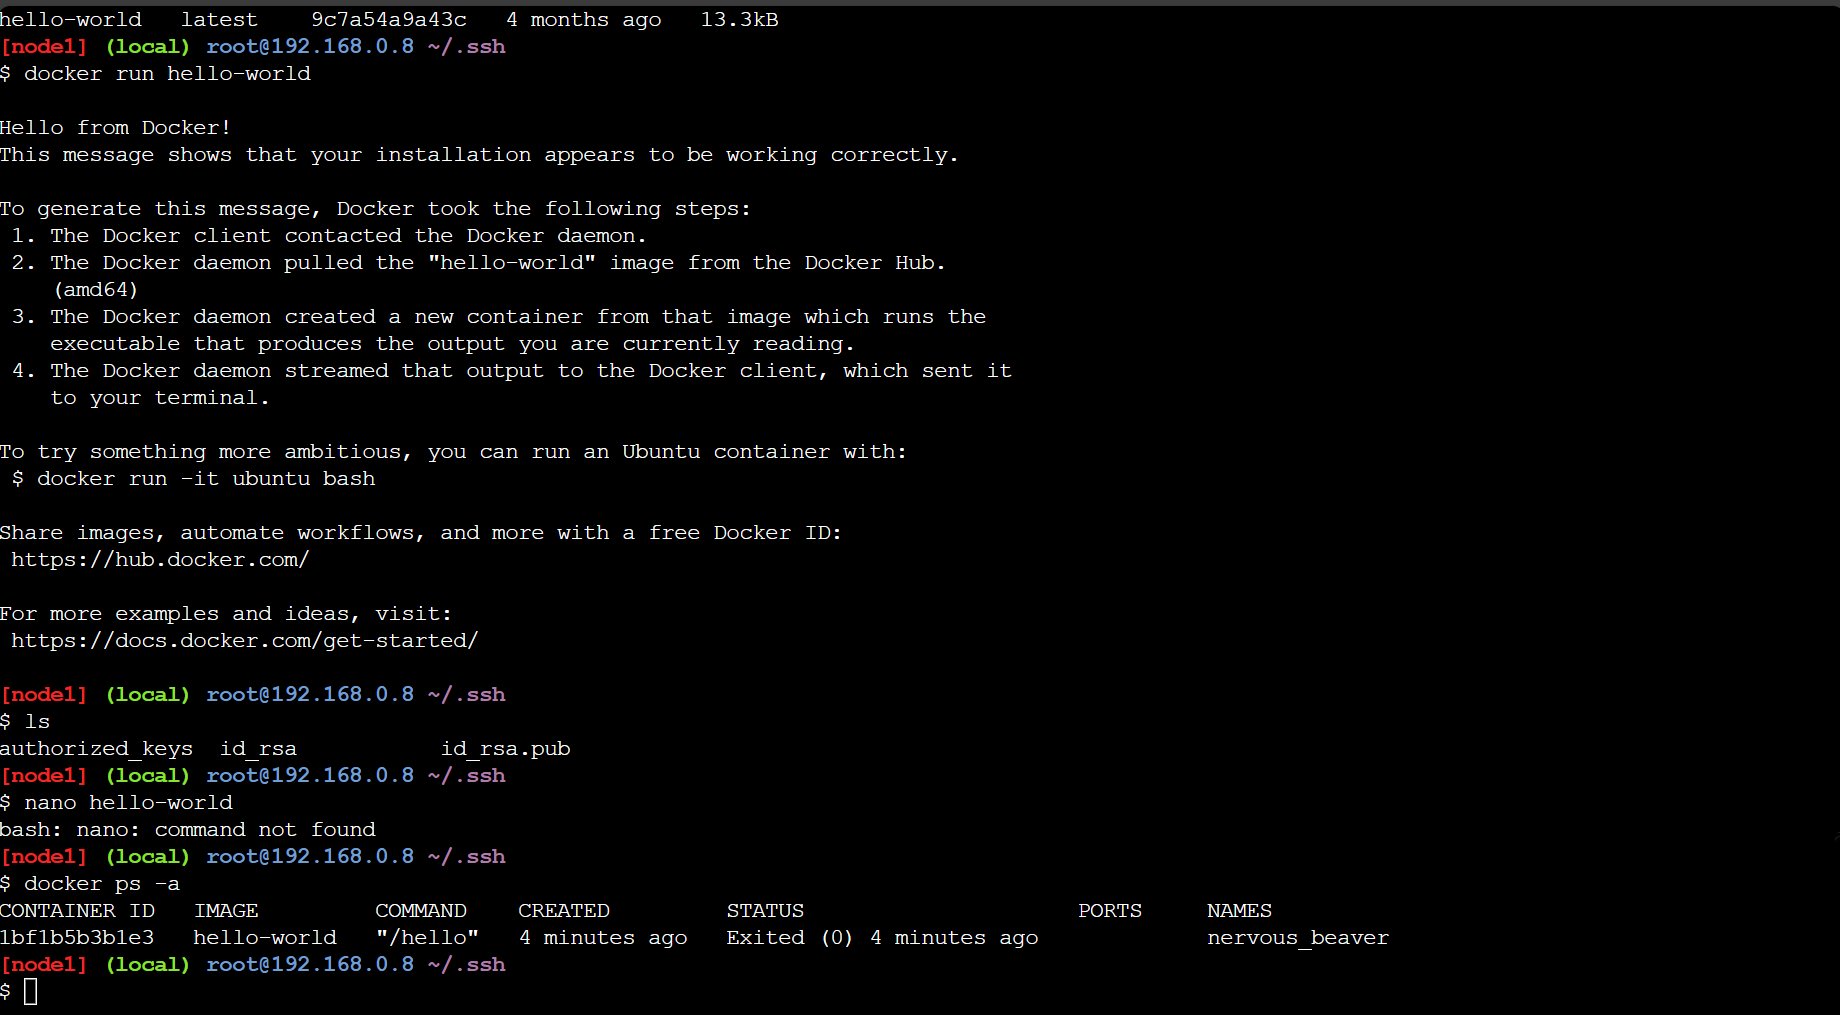 hello-world   latest    9c7a54a9a43c   4 months ago   13.3kB
[node1] (local) root@192.168.0.8 ~/.ssh
$ docker run hello-world

Hello from Docker!
This message shows that your installation appears to be working correctly.

To generate this message, Docker took the following steps:
 1. The Docker client contacted the Docker daemon.
 2. The Docker daemon pulled the "hello-world" image from the Docker Hub.
    (amd64)
 3. The Docker daemon created a new container from that image which runs the
    executable that produces the output you are currently reading.
 4. The Docker daemon streamed that output to the Docker client, which sent it
    to your terminal.

To try something more ambitious, you can run an Ubuntu container with:
 $ docker run -it ubuntu bash

Share images, automate workflows, and more with a free Docker ID:
 https://hub.docker.com/

For more examples and ideas, visit:
 https://docs.docker.com/get-started/

[node1] (local) root@192.168.0.8 ~/.ssh
$ ls
authorized_keys  id_rsa           id_rsa.pub
[node1] (local) root@192.168.0.8 ~/.ssh
$ nano hello-world
bash: nano: command not found
[node1] (local) root@192.168.0.8 ~/.ssh
$ docker ps -a
CONTAINER ID   IMAGE         COMMAND    CREATED         STATUS                     PORTS     NAMES
1bf1b5b3b1e3   hello-world   "/hello"   4 minutes ago   Exited (0) 4 minutes ago             nervous_beaver
[node1] (local) root@192.168.0.8 ~/.ssh
$